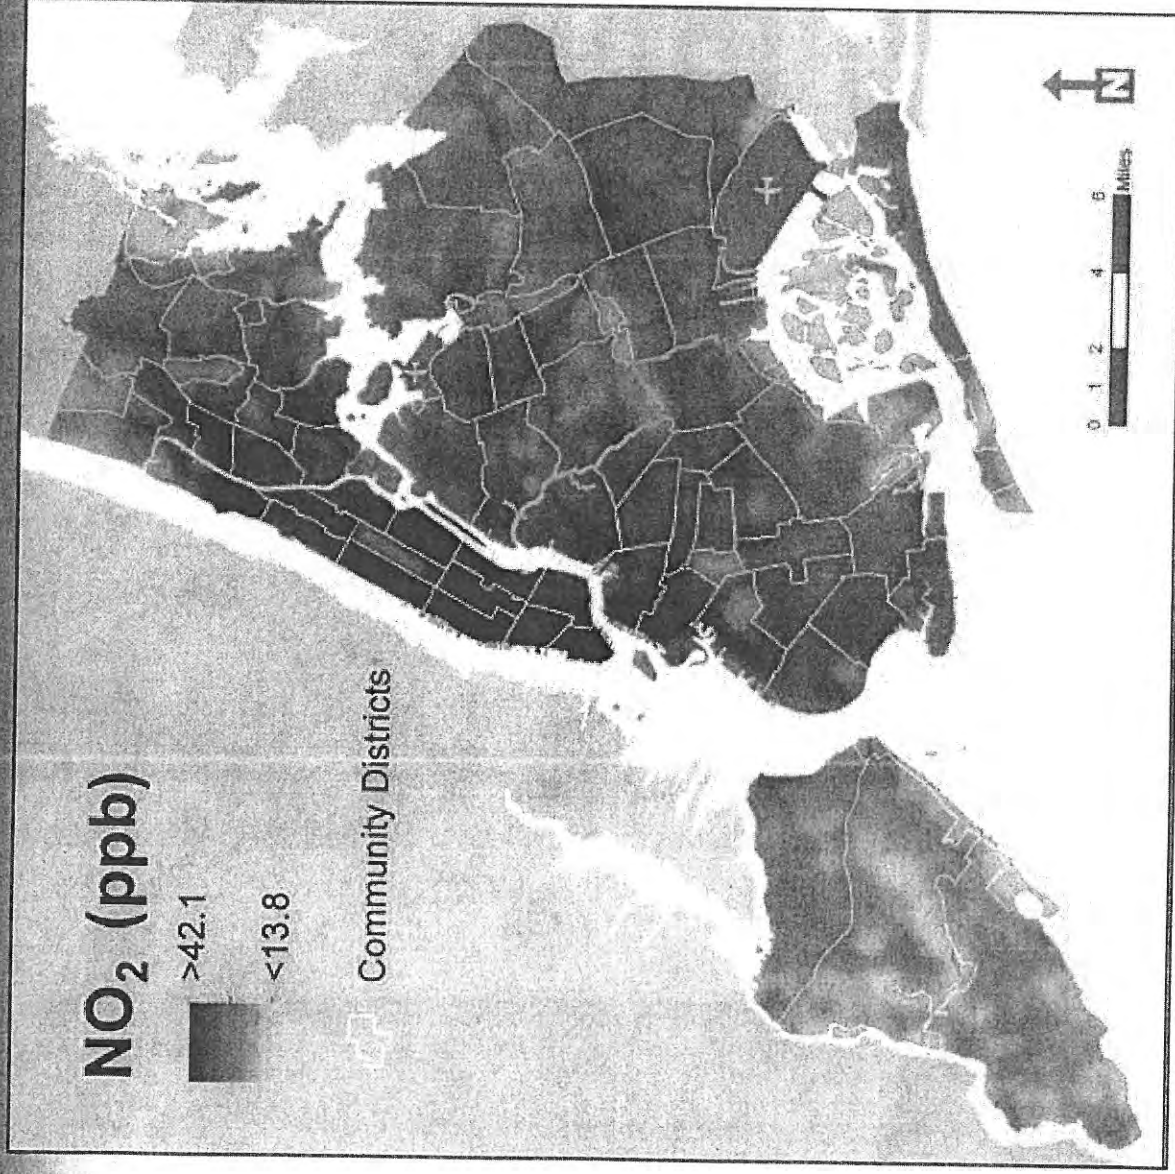 NO₂ (ppb)
>42.1
<13.8
Community Districts
0 1 2 4 6
Miles
N